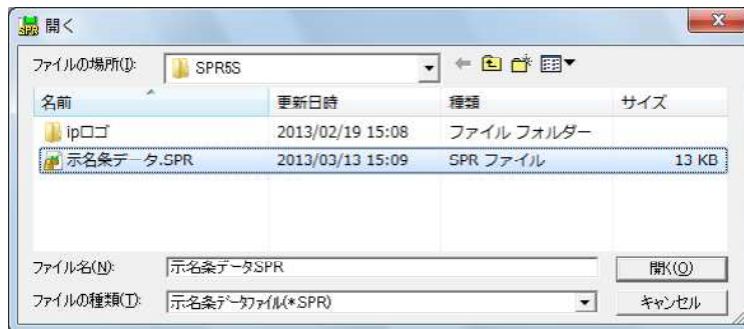 SPR 開く
ファイルの場所(I): SPR5S
名前 更新日時 種類 サイズ
ipロゴ 2013/02/19 15:08 ファイル フォルダー
示名条データ.SPR 2013/03/13 15:09 SPR ファイル 13 KB
ファイル名(N): 示名条データ.SPR 開く(O)
ファイルの種類(T): 示名条データファイル(*.SPR) キャンセル